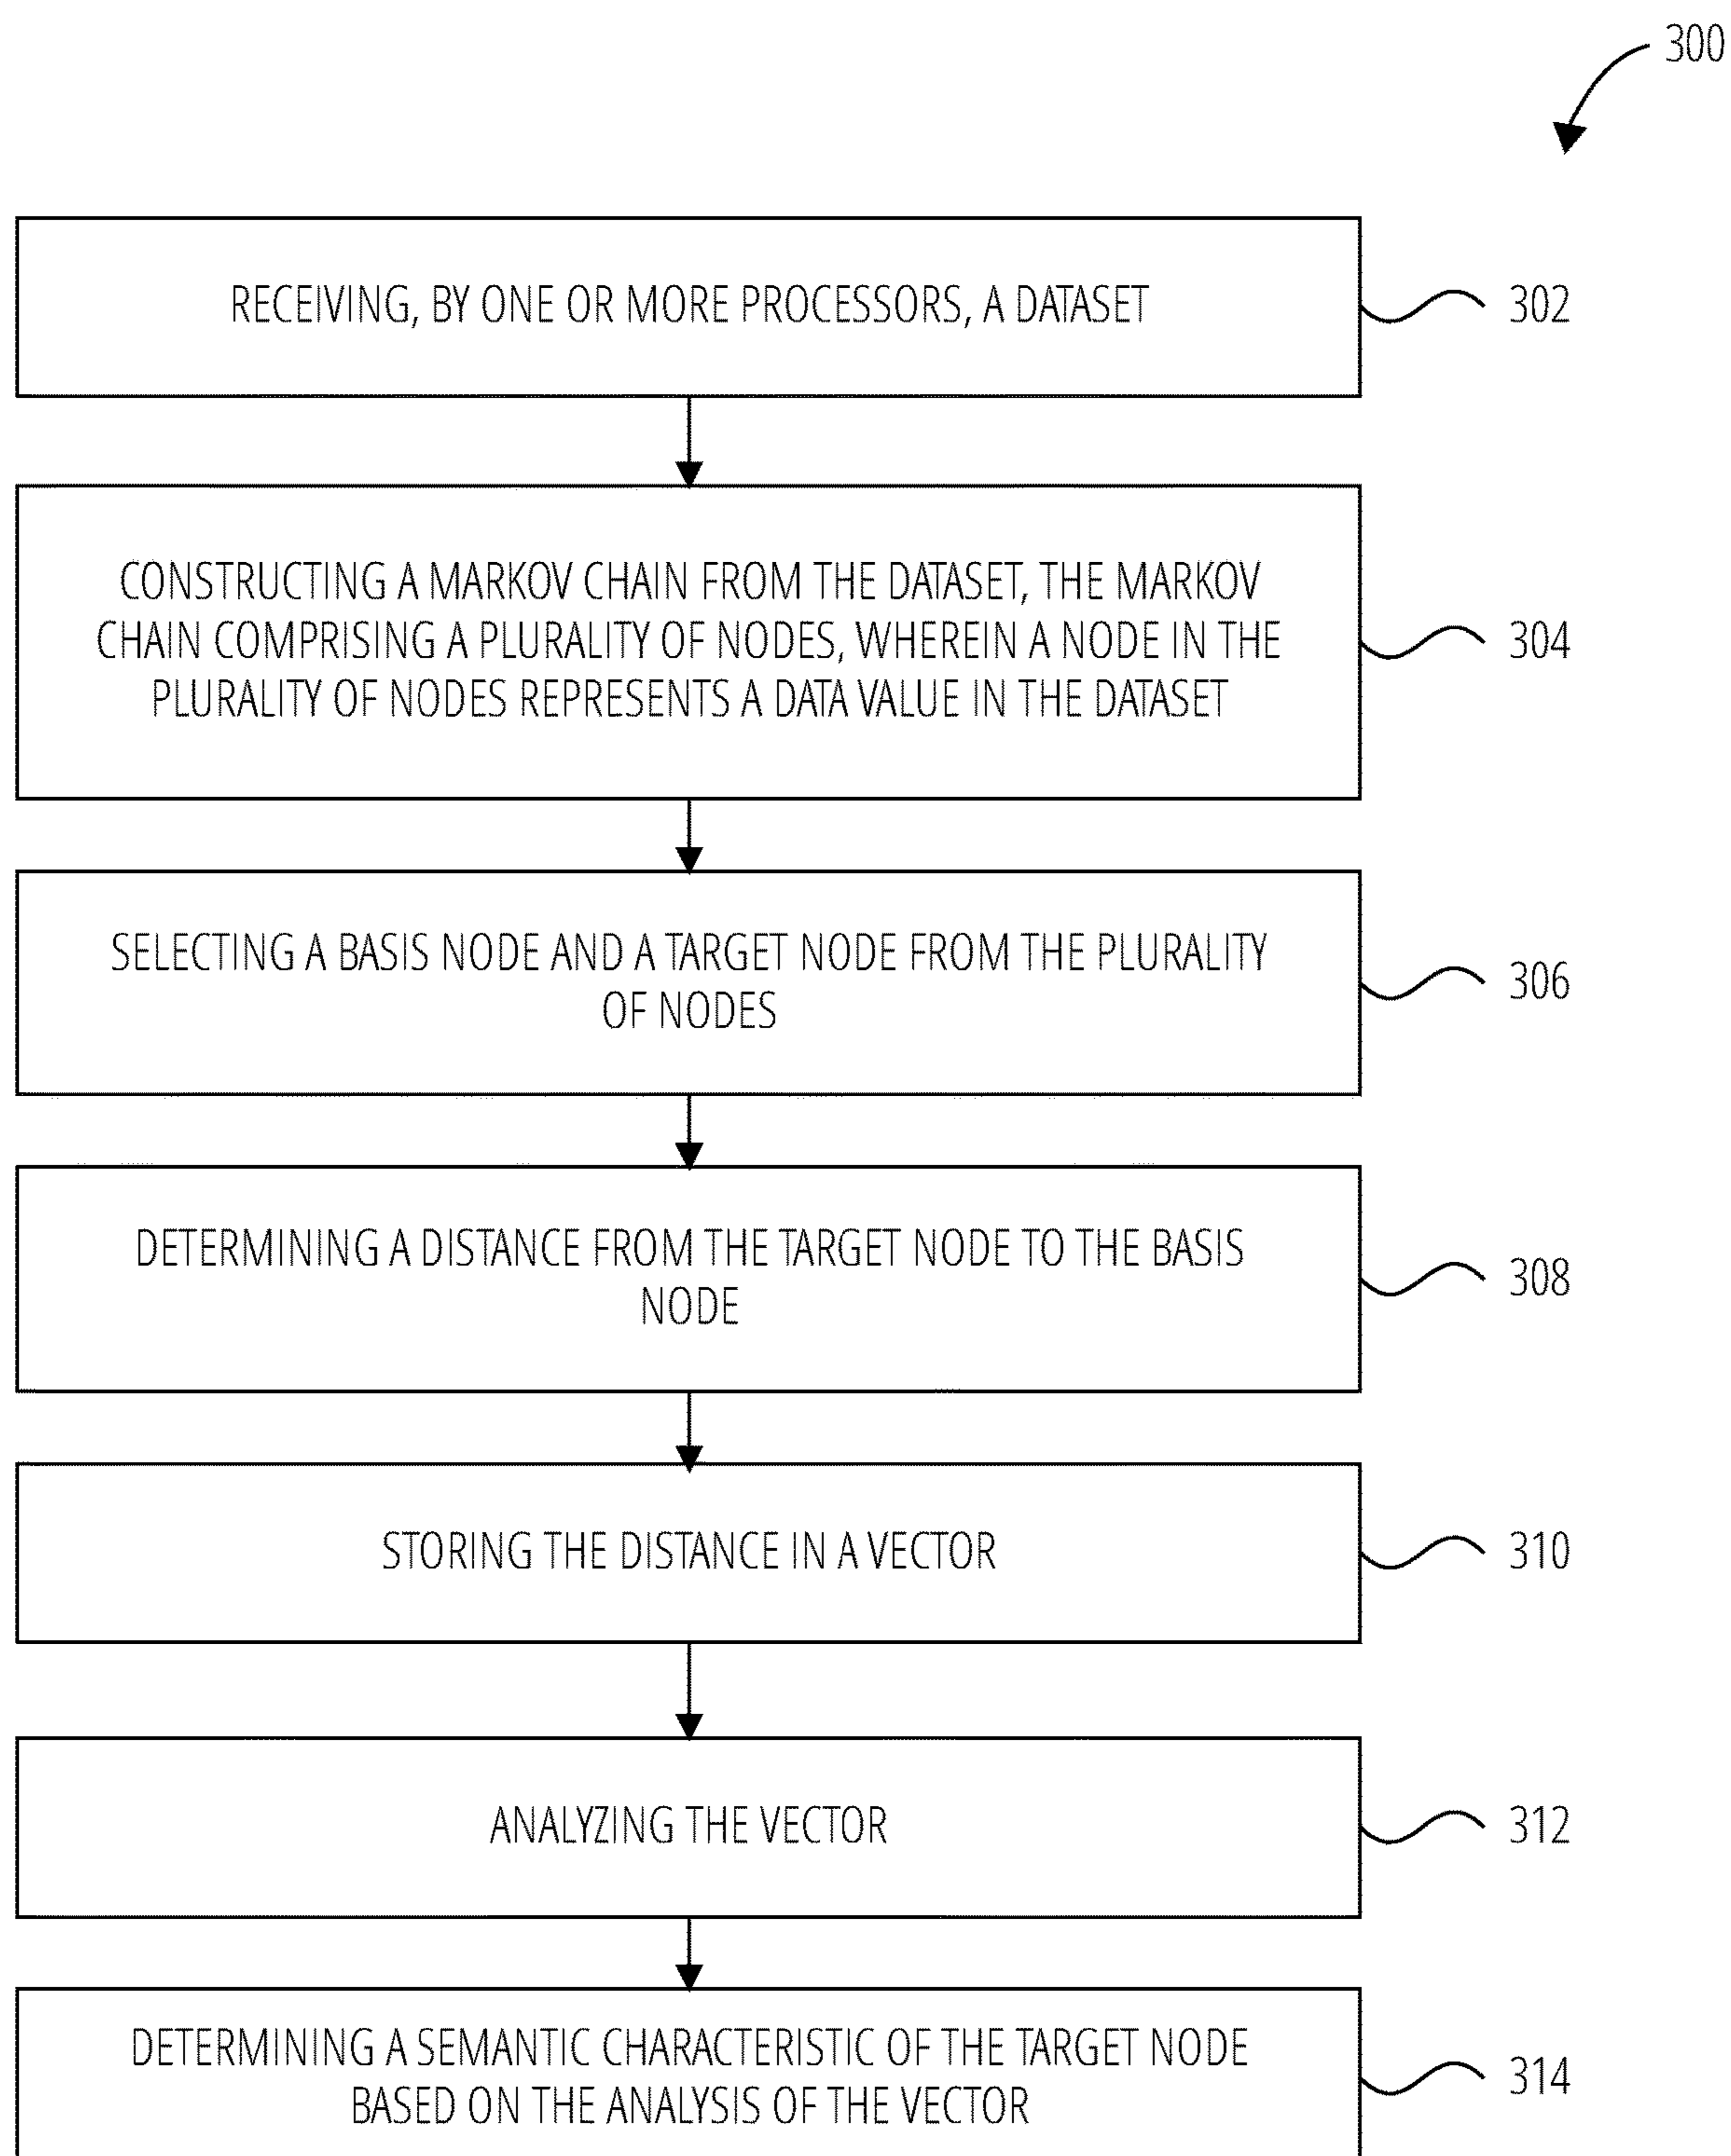 300
RECEIVING, BY ONE OR MORE PROCESSORS, A DATASET
302
CONSTRUCTING A MARKOV CHAIN FROM THE DATASET, THE MARKOV
CHAIN COMPRISING A PLURALITY OF NODES, WHEREIN A NODE IN THE
PLURALITY OF NODES REPRESENTS A DATA VALUE IN THE DATASET
304
SELECTING A BASIS NODE AND A TARGET NODE FROM THE PLURALITY
OF NODES
306
DETERMINING A DISTANCE FROM THE TARGET NODE TO THE BASIS
NODE
308
STORING THE DISTANCE IN A VECTOR
310
ANALYZING THE VECTOR
312
DETERMINING A SEMANTIC CHARACTERISTIC OF THE TARGET NODE
BASED ON THE ANALYSIS OF THE VECTOR
314